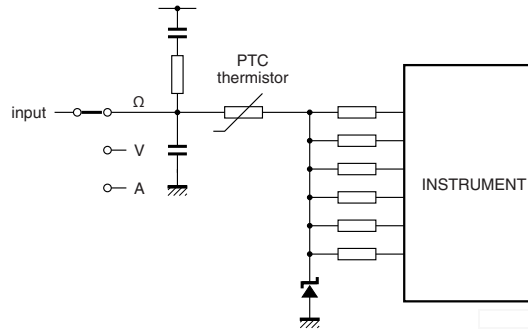 PTC
thermistor
input
Ω
V
A
INSTRUMENT